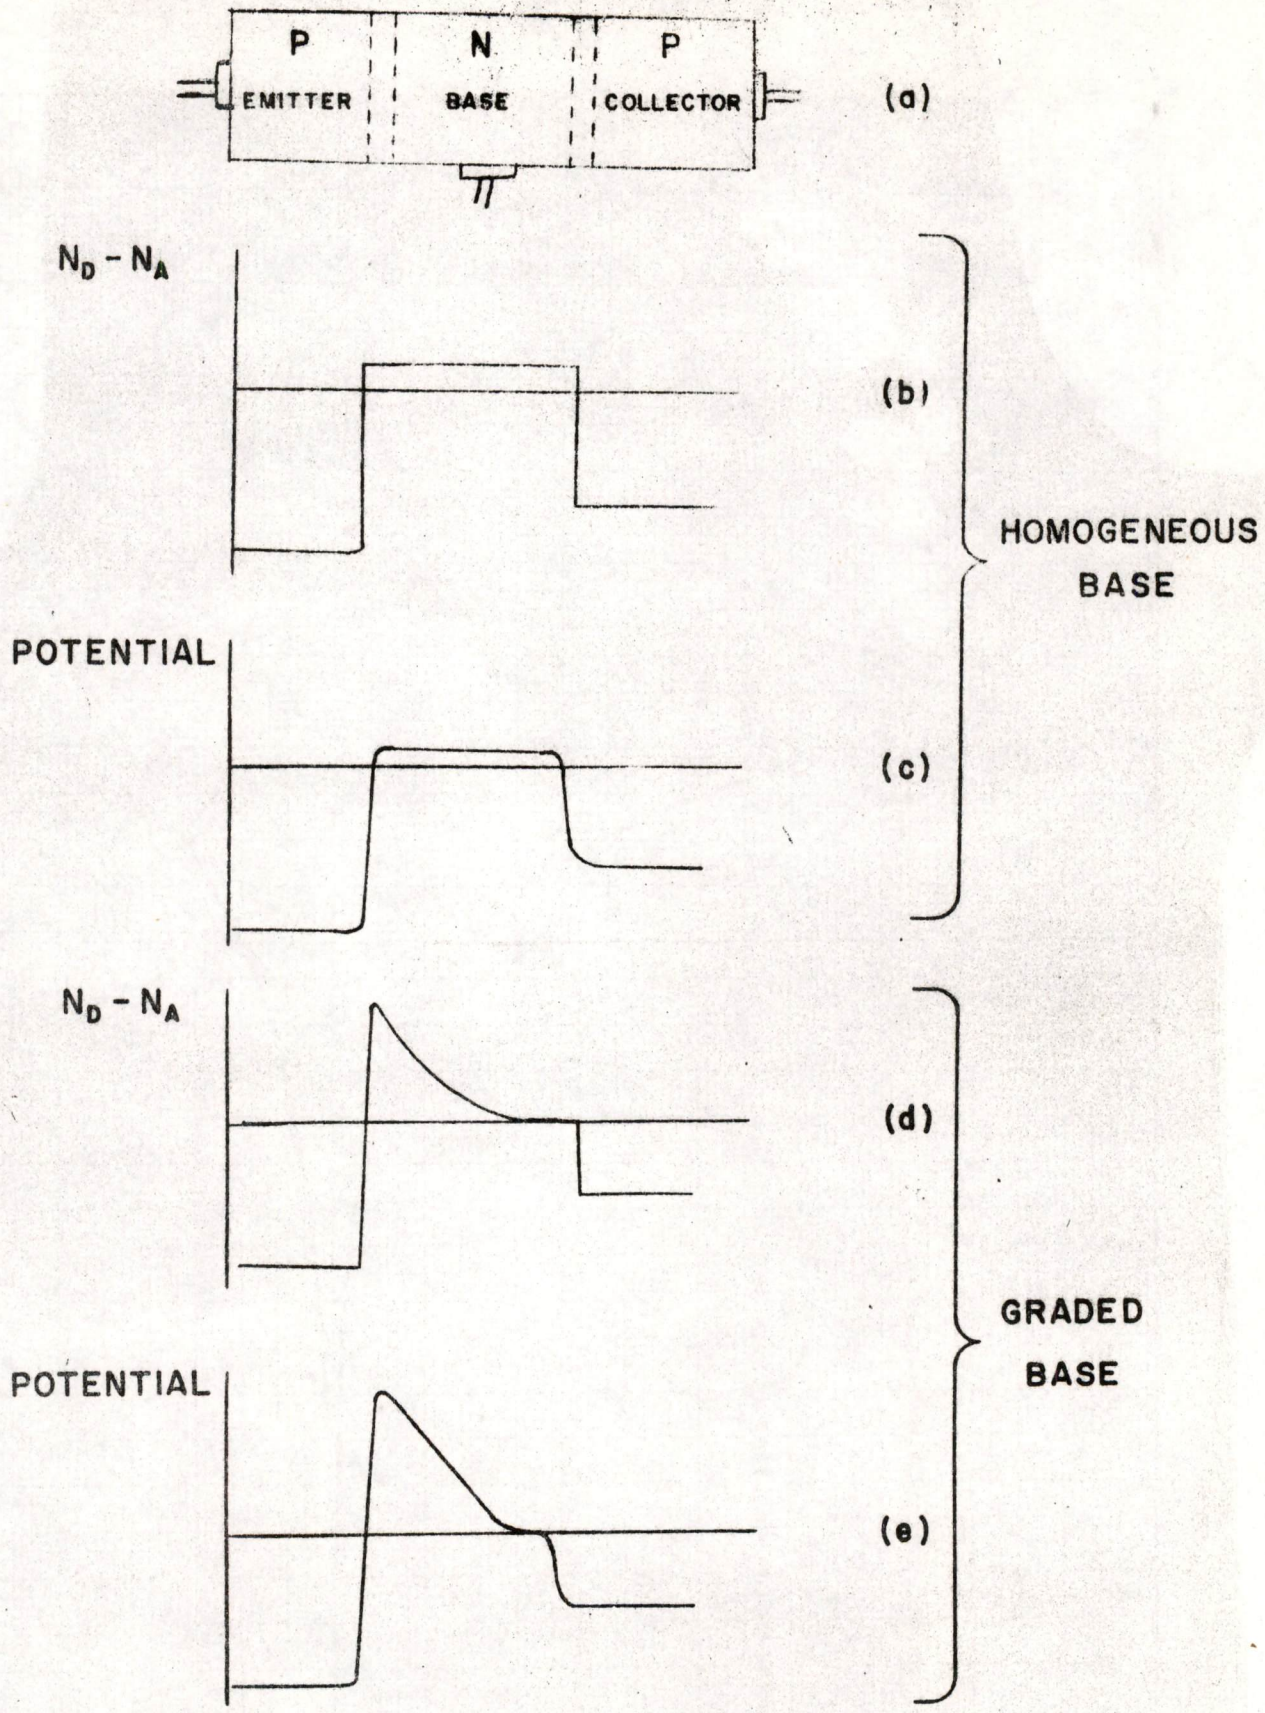 P N P
EMITTER BASE COLLECTOR (a)
N_D - N_A
(b)
HOMOGENEOUS
BASE
POTENTIAL
(c)
N_D - N_A
(d)
GRADED
BASE
POTENTIAL
(e)